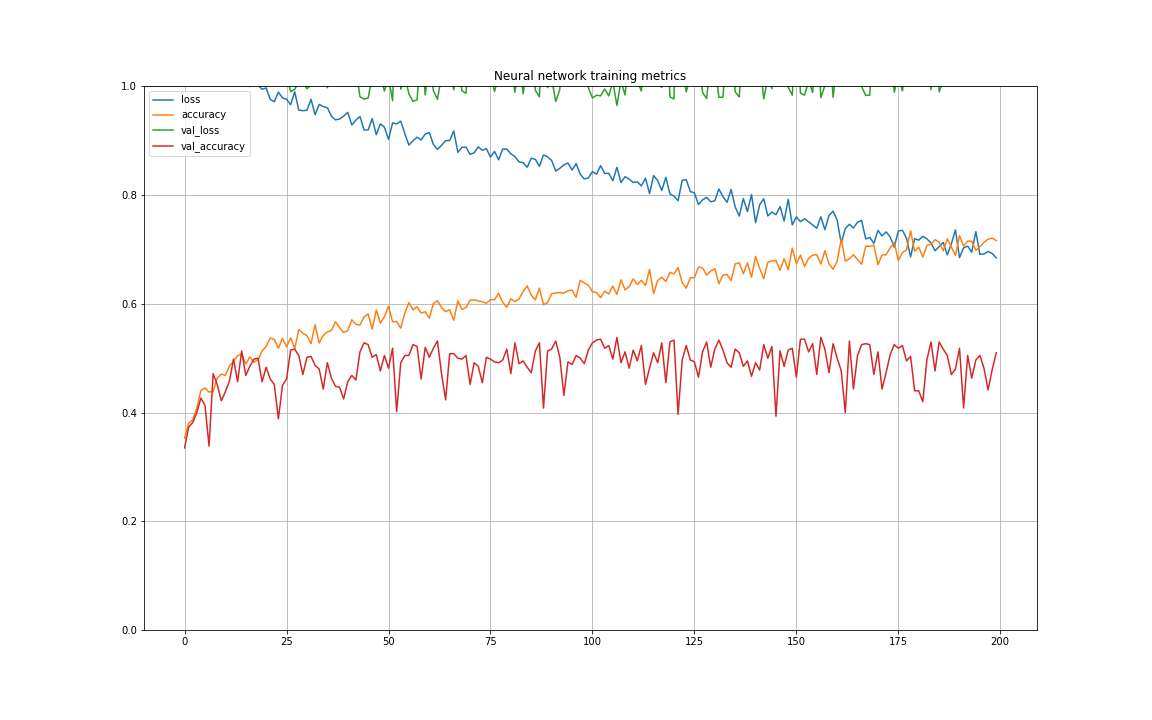 Neural network training metrics
1.0
loss
accuracy
val_loss
val_accuracy
0.8
0.6
0.4
0.2
0.0
0 25 50 75 100 125 150 175 200